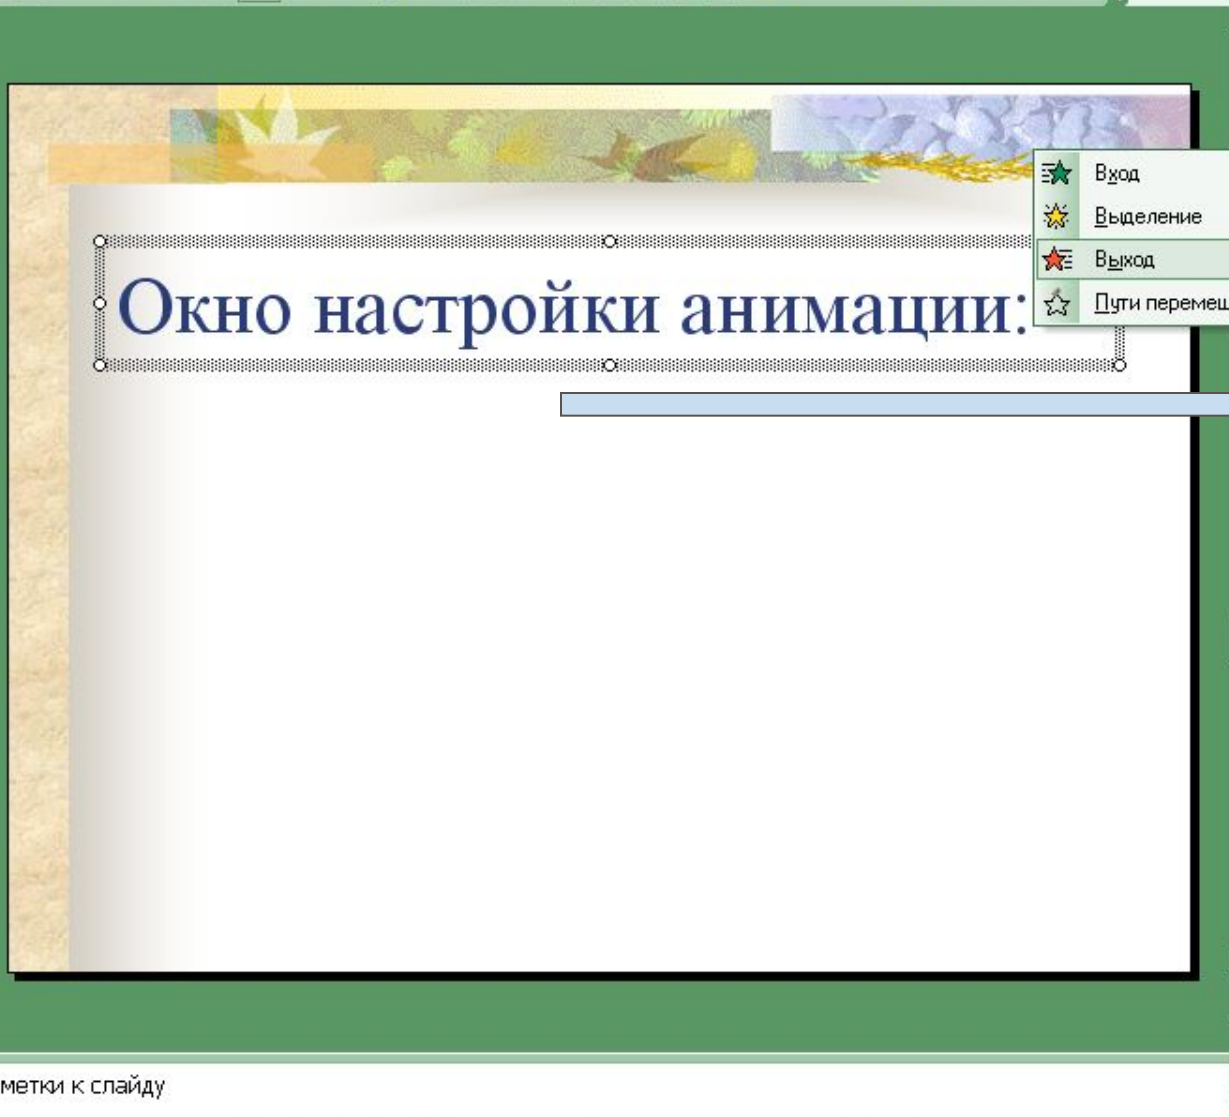 Вход
Выделение
Выход
Пути перемещ
Окно настройки анимации:
метки к слайду